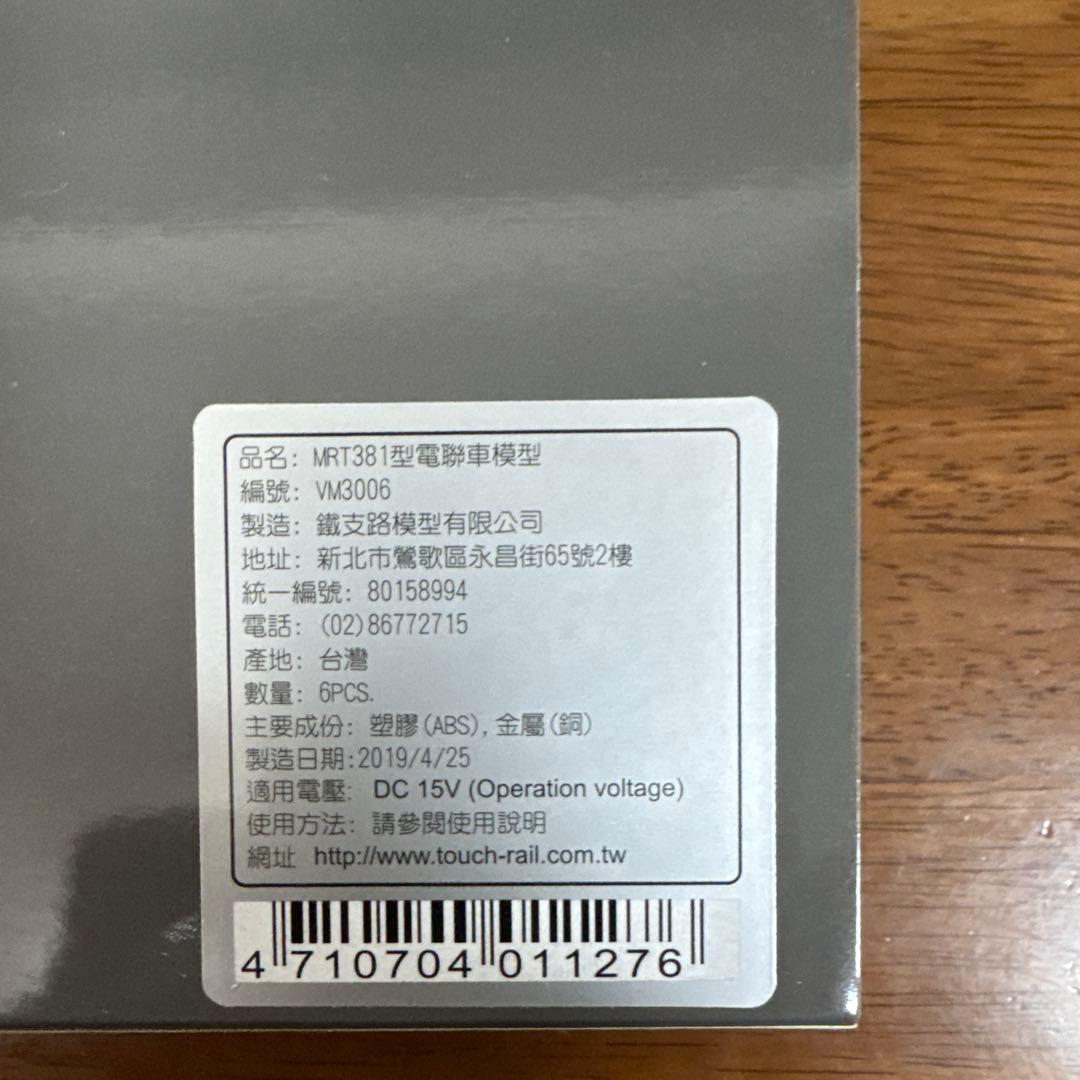 品名: MRT381型電聯車模型
編號: VM3006
製造: 鐵支路模型有限公司
地址: 新北市鶯歌區永昌街65號2樓
統一編號: 80158994
電話: (02)86772715
產地: 台灣
數量: 6PCS.
主要成份: 塑膠(ABS),金屬(銅)
製造日期:2019/4/25
適用電壓: DC 15V (Operation voltage)
使用方法: 請參閱使用說明
網址 http://www.touch-rail.com.tw
4 710704 011276